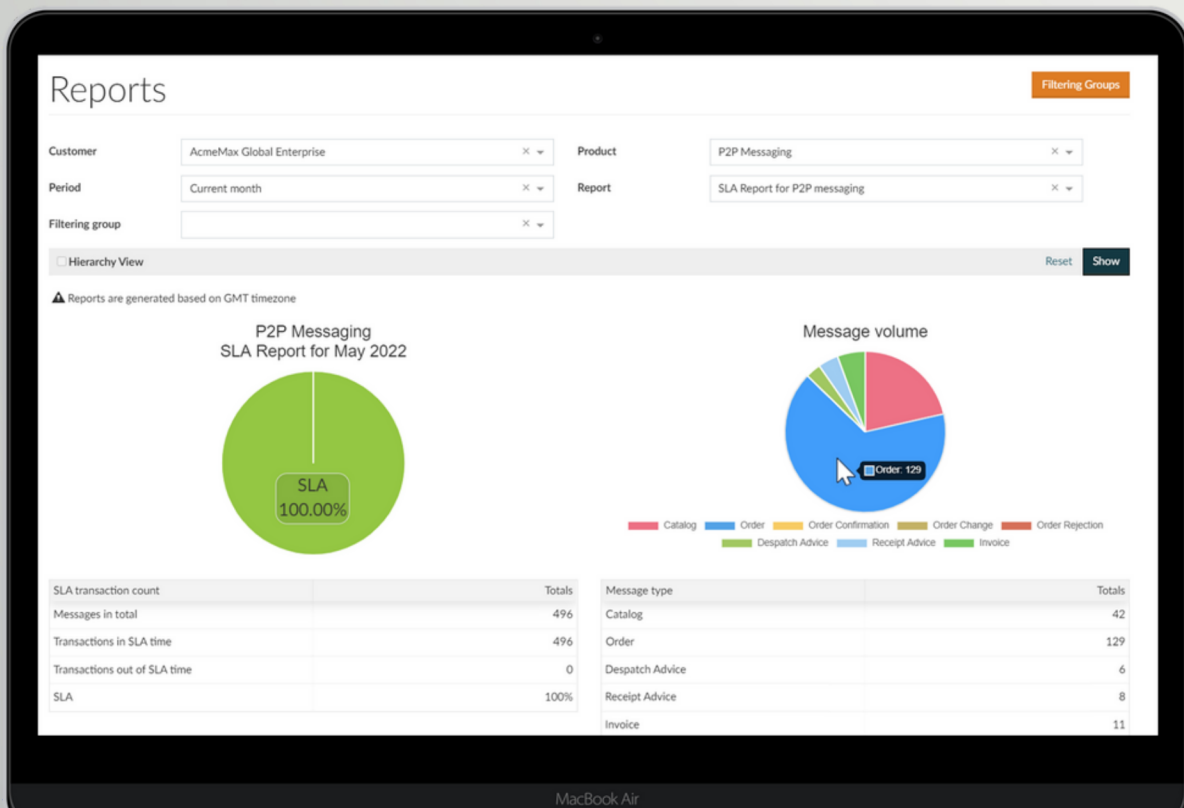 Reports
Filtering Groups
Customer AcmeMax Global Enterprise Product P2P Messaging
Period Current month Report SLA Report for P2P messaging
Filtering group
Hierarchy View Reset Show
Reports are generated based on GMT timezone
P2P Messaging
SLA Report for May 2022
SLA
100.00%
Message volume
Order: 129
Catalog Order Order Confirmation Order Change Order Rejection
Despatch Advice Receipt Advice Invoice
SLA transaction count Totals
Messages in total 496
Transactions in SLA time 496
Transactions out of SLA time 0
SLA 100%
Message type Totals
Catalog 42
Order 129
Despatch Advice 6
Receipt Advice 8
Invoice 11
MacBook Air